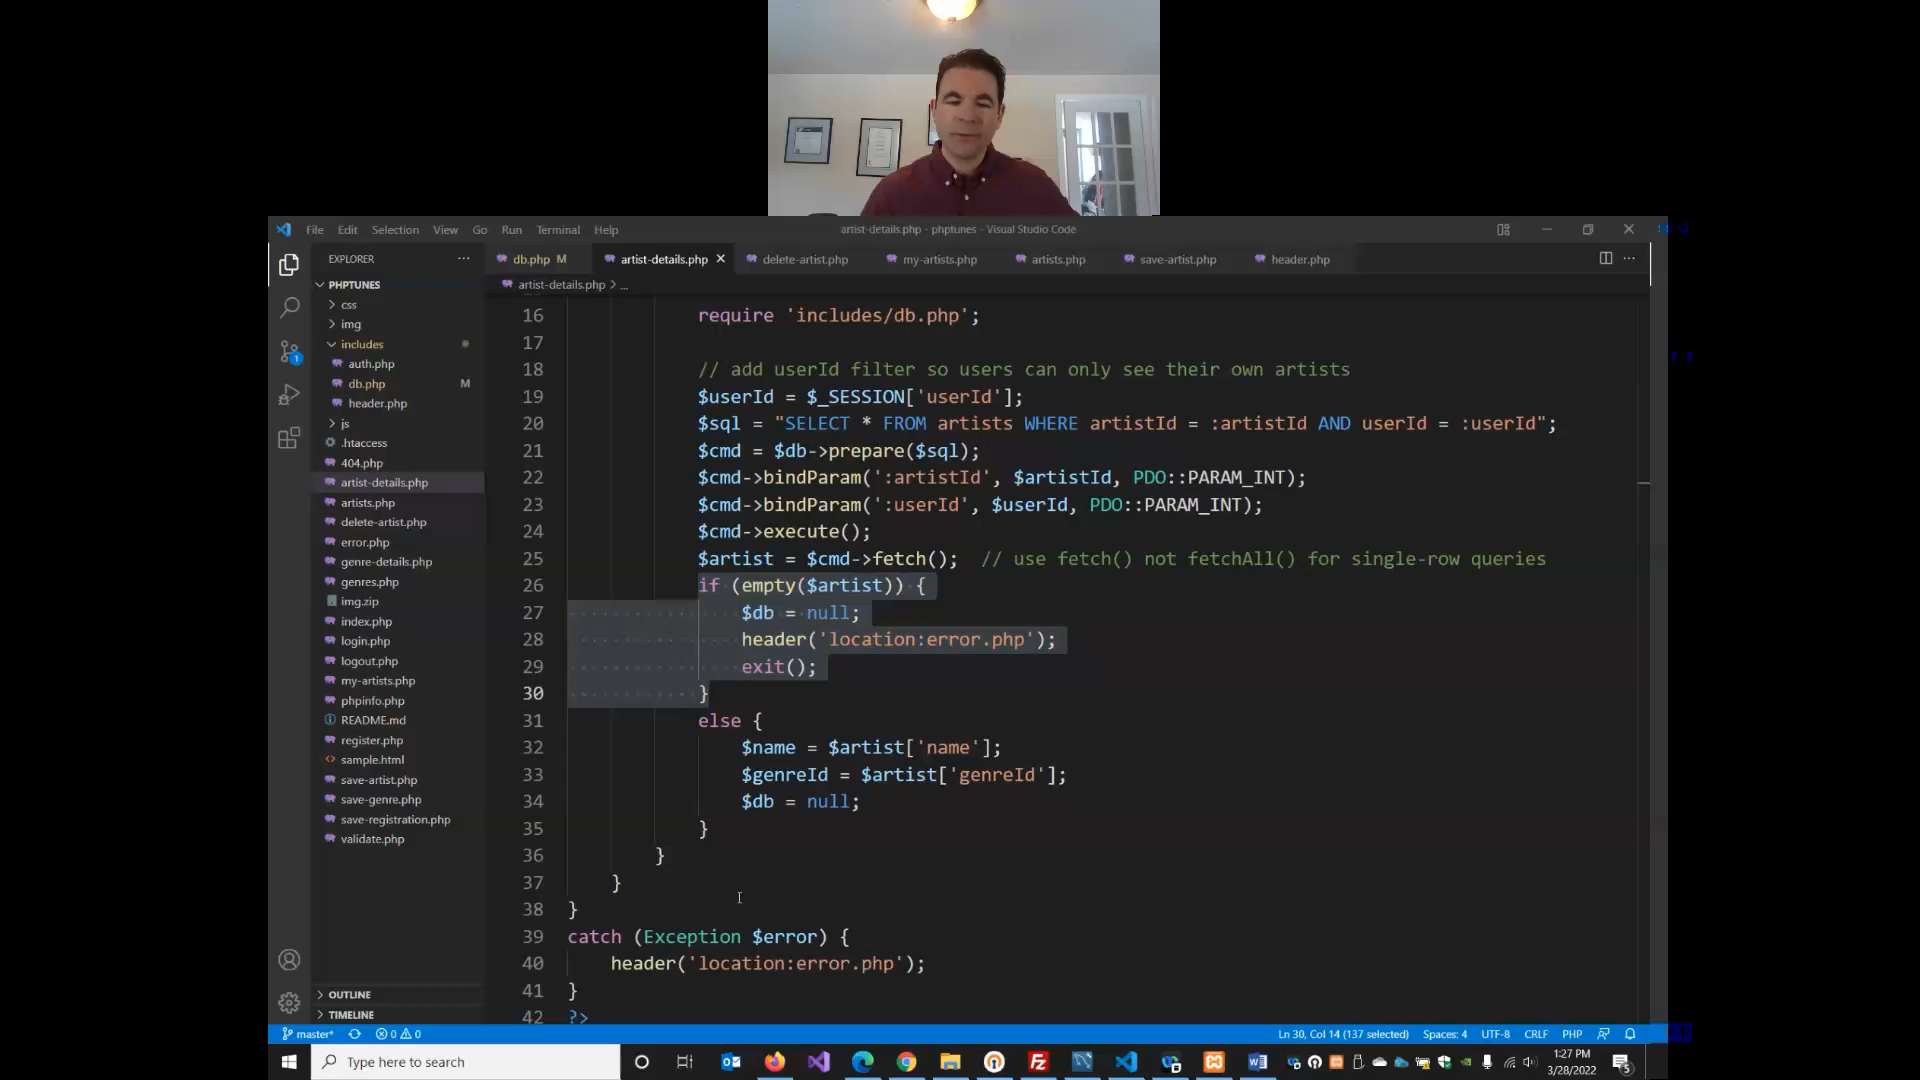 File Edit Selection View Go Run Terminal Help
artist-details.php - phptunes - Visual Studio Code
EXPLORER
db.php M
artist-details.php
delete-artist.php
my-artists.php
artists.php
save-artist.php
header.php
PHPTUNES
css
img
includes
auth.php
db.php M
header.php
js
.htaccess
404.php
artist-details.php
artists.php
delete-artist.php
error.php
genre-details.php
genres.php
img.zip
index.php
login.php
logout.php
my-artists.php
phpinfo.php
README.md
register.php
sample.html
save-artist.php
save-genre.php
save-registration.php
validate.php
OUTLINE
TIMELINE
artist-details.php > ...
16 require 'includes/db.php';
17
18 // add userId filter so users can only see their own artists
19 $userId = $_SESSION['userId'];
20 $sql = "SELECT * FROM artists WHERE artistId = :artistId AND userId = :userId";
21 $cmd = $db->prepare($sql);
22 $cmd->bindParam(':artistId', $artistId, PDO::PARAM_INT);
23 $cmd->bindParam(':userId', $userId, PDO::PARAM_INT);
24 $cmd->execute();
25 $artist = $cmd->fetch(); // use fetch() not fetchAll() for single-row queries
26 if (empty($artist)) {
27 $db = null;
28 header('location:error.php');
29 exit();
30 }
31 else {
32 $name = $artist['name'];
33 $genreId = $artist['genreId'];
34 $db = null;
35 }
36 }
37 }
38 }
39 catch (Exception $error) {
40 header('location:error.php');
41 }
42 ?>
master* 0 0
Ln 30, Col 14 (137 selected) Spaces: 4 UTF-8 CRLF PHP
Type here to search
1:27 PM
3/28/2022